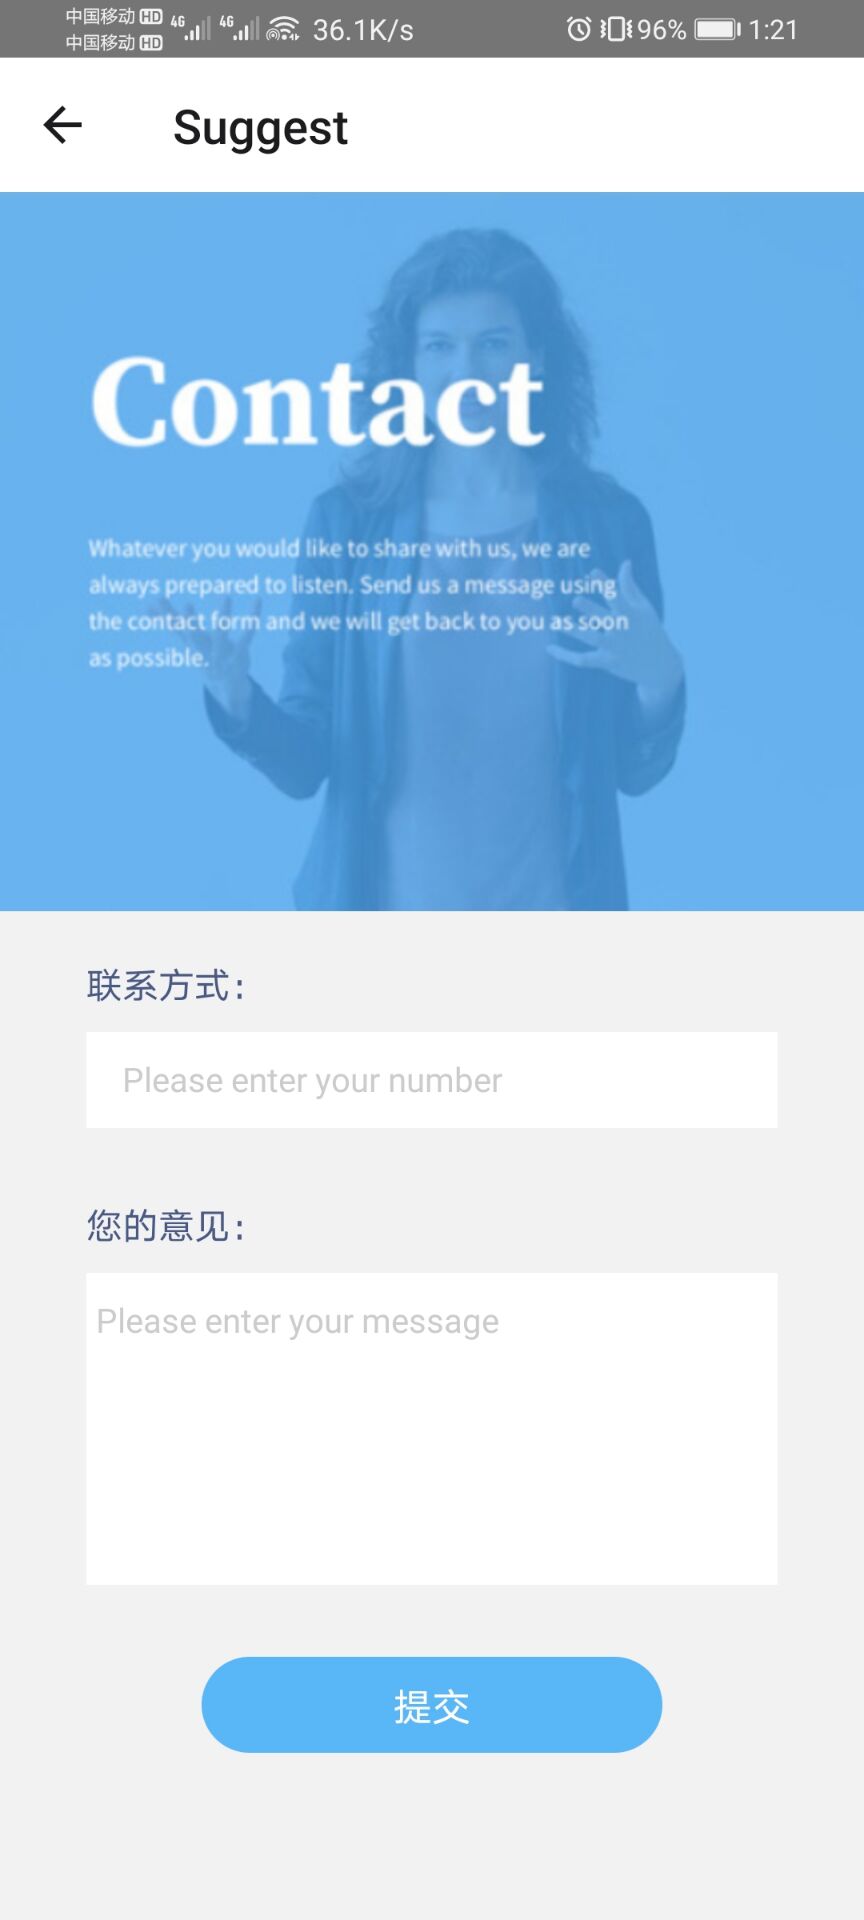 中国移动 HD 4G 4G 36.1K/s 96% 1:21
中国移动 HD
Suggest
Contact
Whatever you would like to share with us, we are
always prepared to listen. Send us a message using
the contact form and we will get back to you as soon
as possible.
联系方式:
Please enter your number
您的意见:
Please enter your message
提交